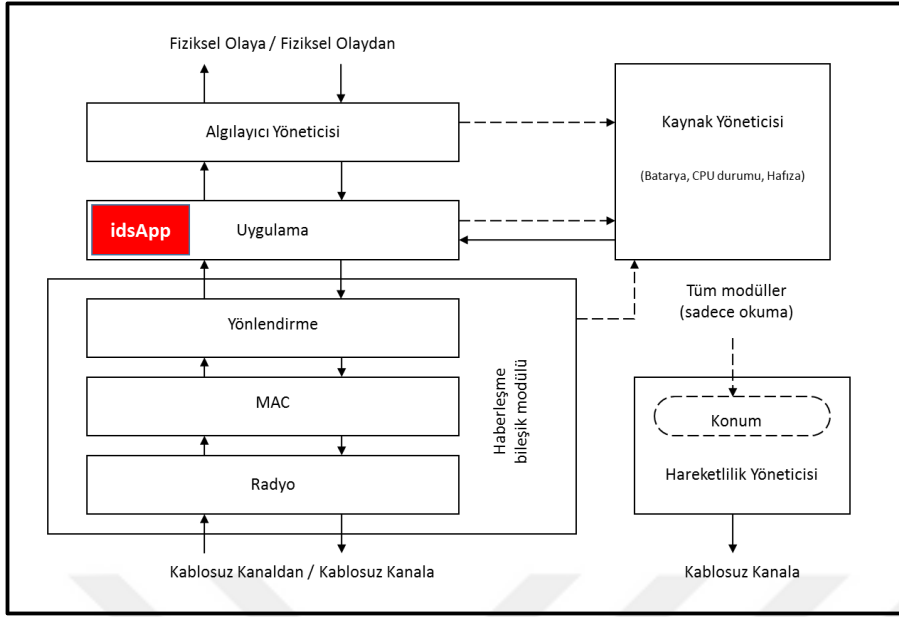 Fiziksel Olaya / Fiziksel Olaydan
Algılayıcı Yöneticisi
Kaynak Yöneticisi
(Batarya, CPU durumu, Hafıza)
idsApp
Uygulama
Tüm modüller
(sadece okuma)
Yönlendirme
MAC
Radyo
Haberleşme
bileşik modülü
Konum
Hareketlilik Yöneticisi
Kablosuz Kanaldan / Kablosuz Kanala
Kablosuz Kanala